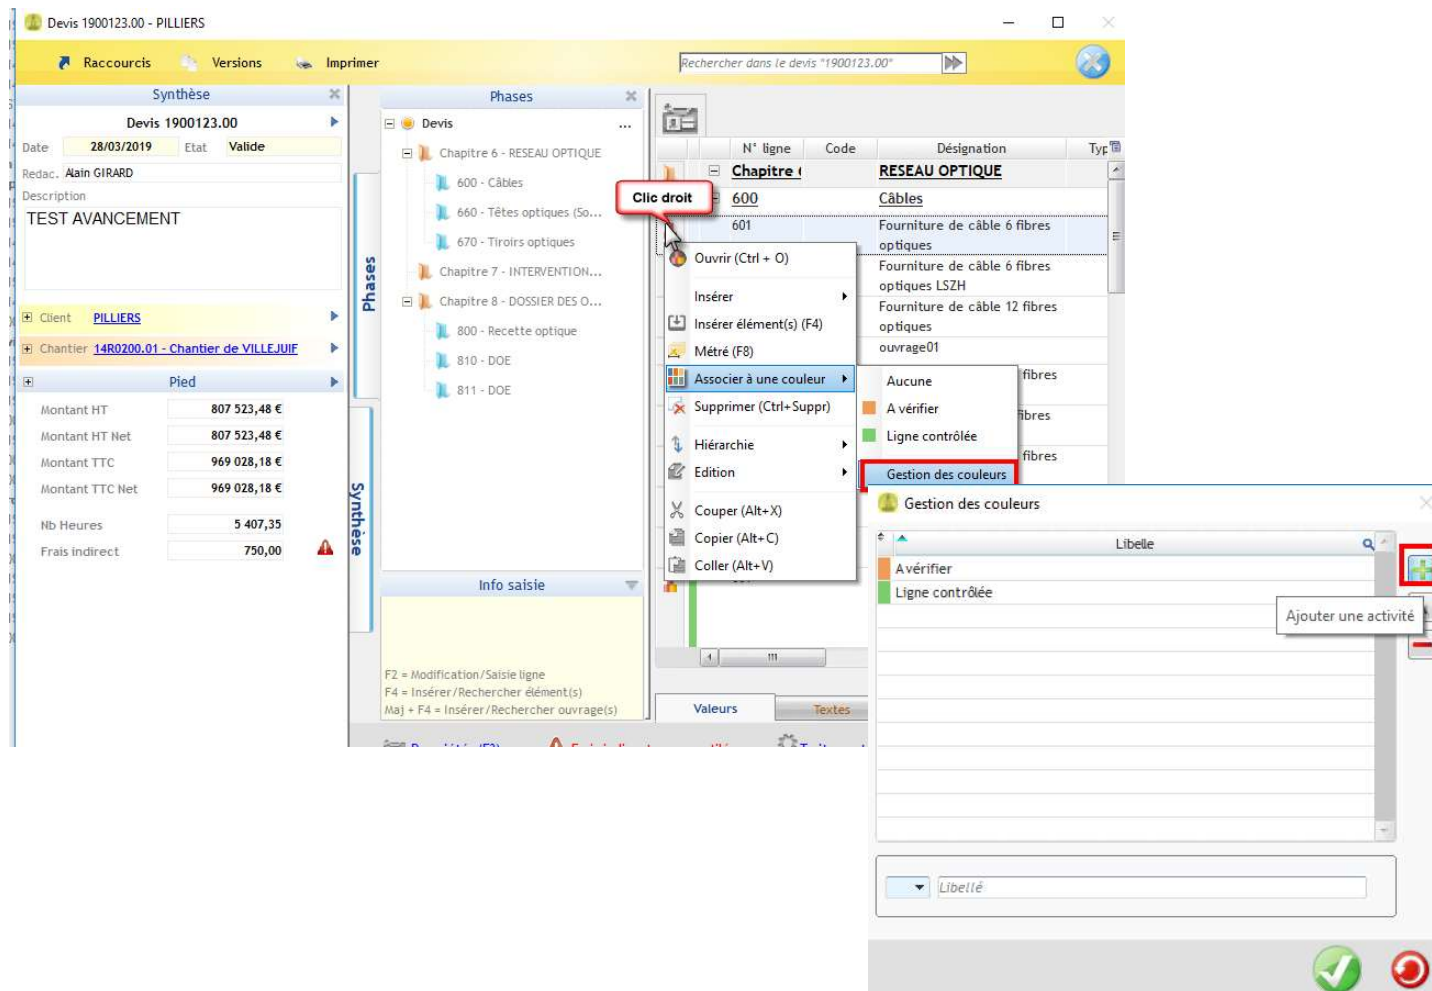 Devis 1900123.00 - PILLIERS
Raccourcis
Versions
Imprimer
Rechercher dans le devis "1900123.00"
Synthèse
Devis 1900123.00
Date 28/03/2019 Etat Valide
Redac. Alain GIRARD
Description
TEST AVANCEMENT
Client PILLIERS
Chantier 14R0200.01 - Chantier de VILLEJUIF
Pied
Montant HT 807 523,48 €
Montant HT Net 807 523,48 €
Montant TTC 969 028,18 €
Montant TTC Net 969 028,18 €
Nb Heures 5 407,35
Frais indirect 750,00
Phases
Synthèse
Phases
Devis ...
Chapitre 6 - RESEAU OPTIQUE
600 - Câbles
660 - Têtes optiques (So...
670 - Tiroirs optiques
Chapitre 7 - INTERVENTION...
Chapitre 8 - DOSSIER DES O...
800 - Recette optique
810 - DOE
811 - DOE
Info saisie
F2 = Modification/Saisie ligne
F4 = Insérer/Rechercher élément(s)
Maj + F4 = Insérer/Rechercher ouvrage(s)
N° ligne Code Désignation Typ
Chapitre RESEAU OPTIQUE
600 Câbles
Clic droit
601 Fourniture de câble 6 fibres
optiques
Fourniture de câble 6 fibres
optiques LSZH
Fourniture de câble 12 fibres
optiques
ouvrage01
fibres
fibres
fibres
Ouvrir (Ctrl + O)
Insérer
Insérer élément(s) (F4)
Métré (F8)
Associer à une couleur
Supprimer (Ctrl+Suppr)
Hiérarchie
Edition
Couper (Alt+X)
Copier (Alt+C)
Coller (Alt+V)
Aucune
A vérifier
Ligne contrôlée
Gestion des couleurs
Valeurs
Textes
Gestion des couleurs
Libelle
A vérifier
Ligne contrôlée
Ajouter une activité
Libellé